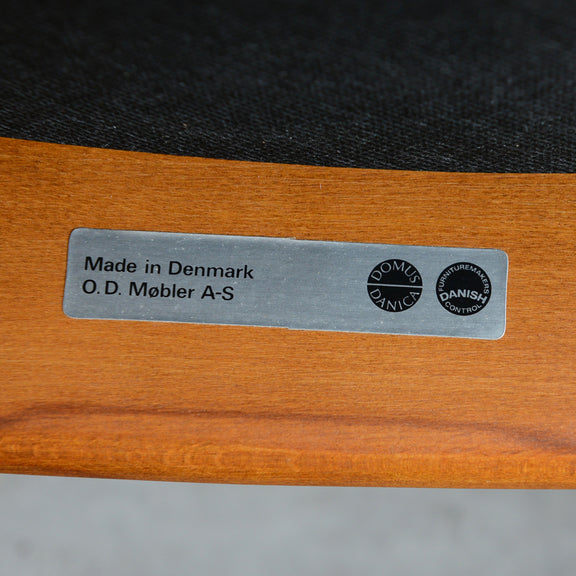 Made in Denmark
O.D. Møbler A-S
DOMUS
DANICA
FURNITUREMAKERS
DANISH
CONTROL